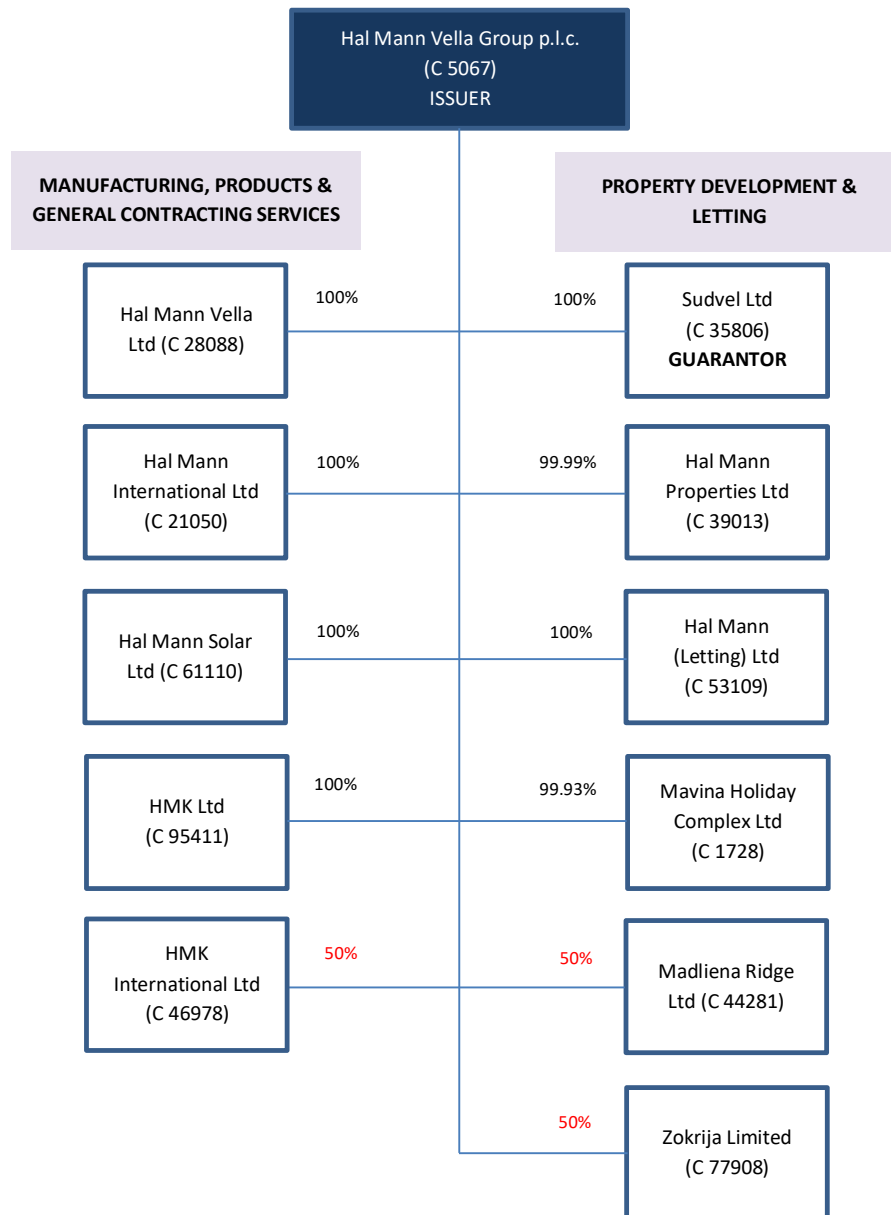 Hal Mann Vella Group p.l.c.
(C 5067)
ISSUER
MANUFACTURING, PRODUCTS &
GENERAL CONTRACTING SERVICES
PROPERTY DEVELOPMENT &
LETTING
Hal Mann Vella
Ltd (C 28088)
100%
100%
Sudvel Ltd
(C 35806)
GUARANTOR
Hal Mann
International Ltd
(C 21050)
100%
99.99%
Hal Mann
Properties Ltd
(C 39013)
Hal Mann Solar
Ltd (C 61110)
100%
100%
Hal Mann
(Letting) Ltd
(C 53109)
HMK Ltd
(C 95411)
100%
99.93%
Mavina Holiday
Complex Ltd
(C 1728)
HMK
International Ltd
(C 46978)
50%
50%
Madliena Ridge
Ltd (C 44281)
50%
Zokrija Limited
(C 77908)